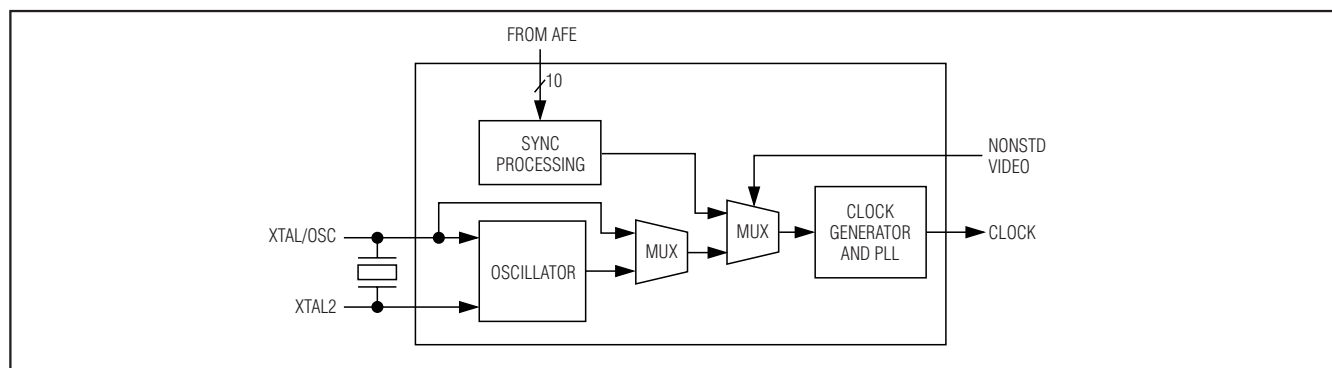 FROM AFE
10
SYNC
PROCESSING
NONSTD
VIDEO
XTAL/OSC
OSCILLATOR
MUX
MUX
CLOCK
GENERATOR
AND PLL
CLOCK
XTAL2